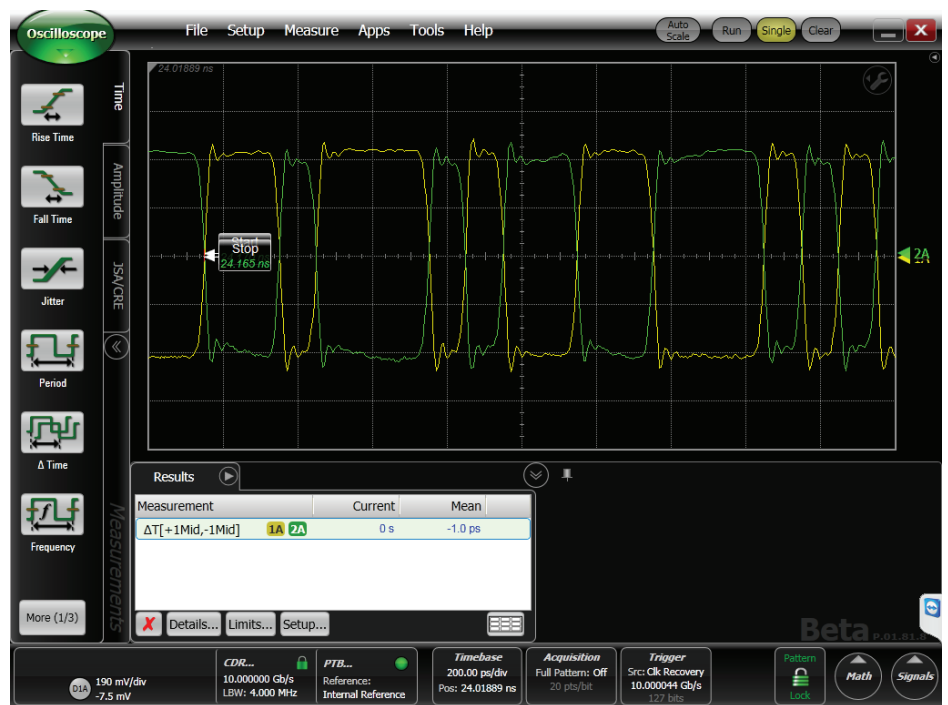 Oscilloscope File Setup Measure Apps Tools Help Auto Scale Run Single Clear
24.01889 ns
Time
Rise Time
Amplitude
Fall Time
Stop
24.165 ns
2A
JSA/CRE
Jitter
Period
Δ Time
Results
Measurement Current Mean
ΔT[+1Mid,-1Mid] 1A 2A 0 s -1.0 ps
Frequency
Measurements
More (1/3)
X Details... Limits... Setup...
Beta P.01.81.8
D1A 190 mV/div
-7.5 mV
CDR...
10.000000 Gb/s
LBW: 4.000 MHz
PTB...
Reference:
Internal Reference
Timebase
200.00 ps/div
Pos: 24.01889 ns
Acquisition
Full Pattern: Off
20 pts/bit
Trigger
Src: Clk Recovery
10.000044 Gb/s
127 bits
Pattern
Lock
Math
Signals